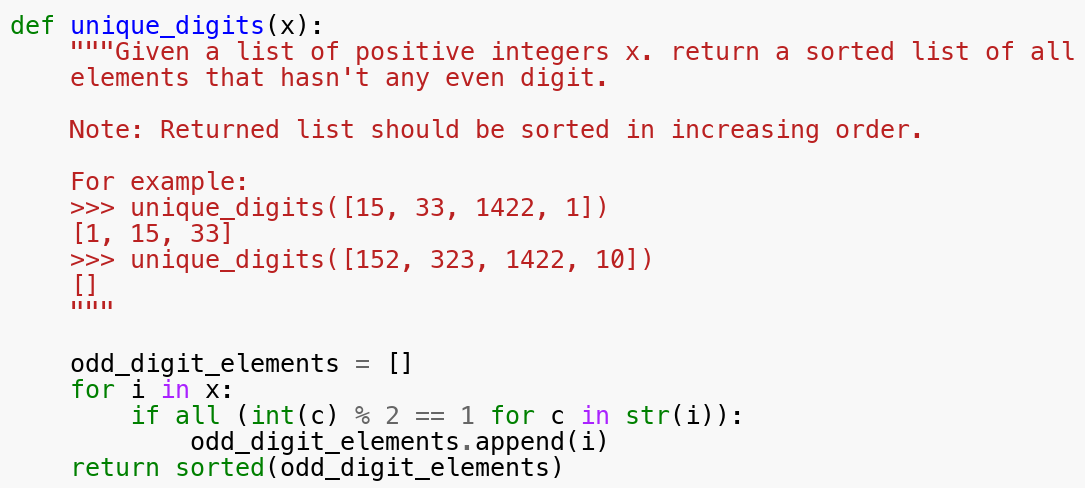 def unique_digits(x):
    """Given a list of positive integers x. return a sorted list of all
    elements that hasn't any even digit.

    Note: Returned list should be sorted in increasing order.

    For example:
    >>> unique_digits([15, 33, 1422, 1])
    [1, 15, 33]
    >>> unique_digits([152, 323, 1422, 10])
    []
    """

    odd_digit_elements = []
    for i in x:
        if all (int(c) % 2 == 1 for c in str(i)):
            odd_digit_elements.append(i)
    return sorted(odd_digit_elements)